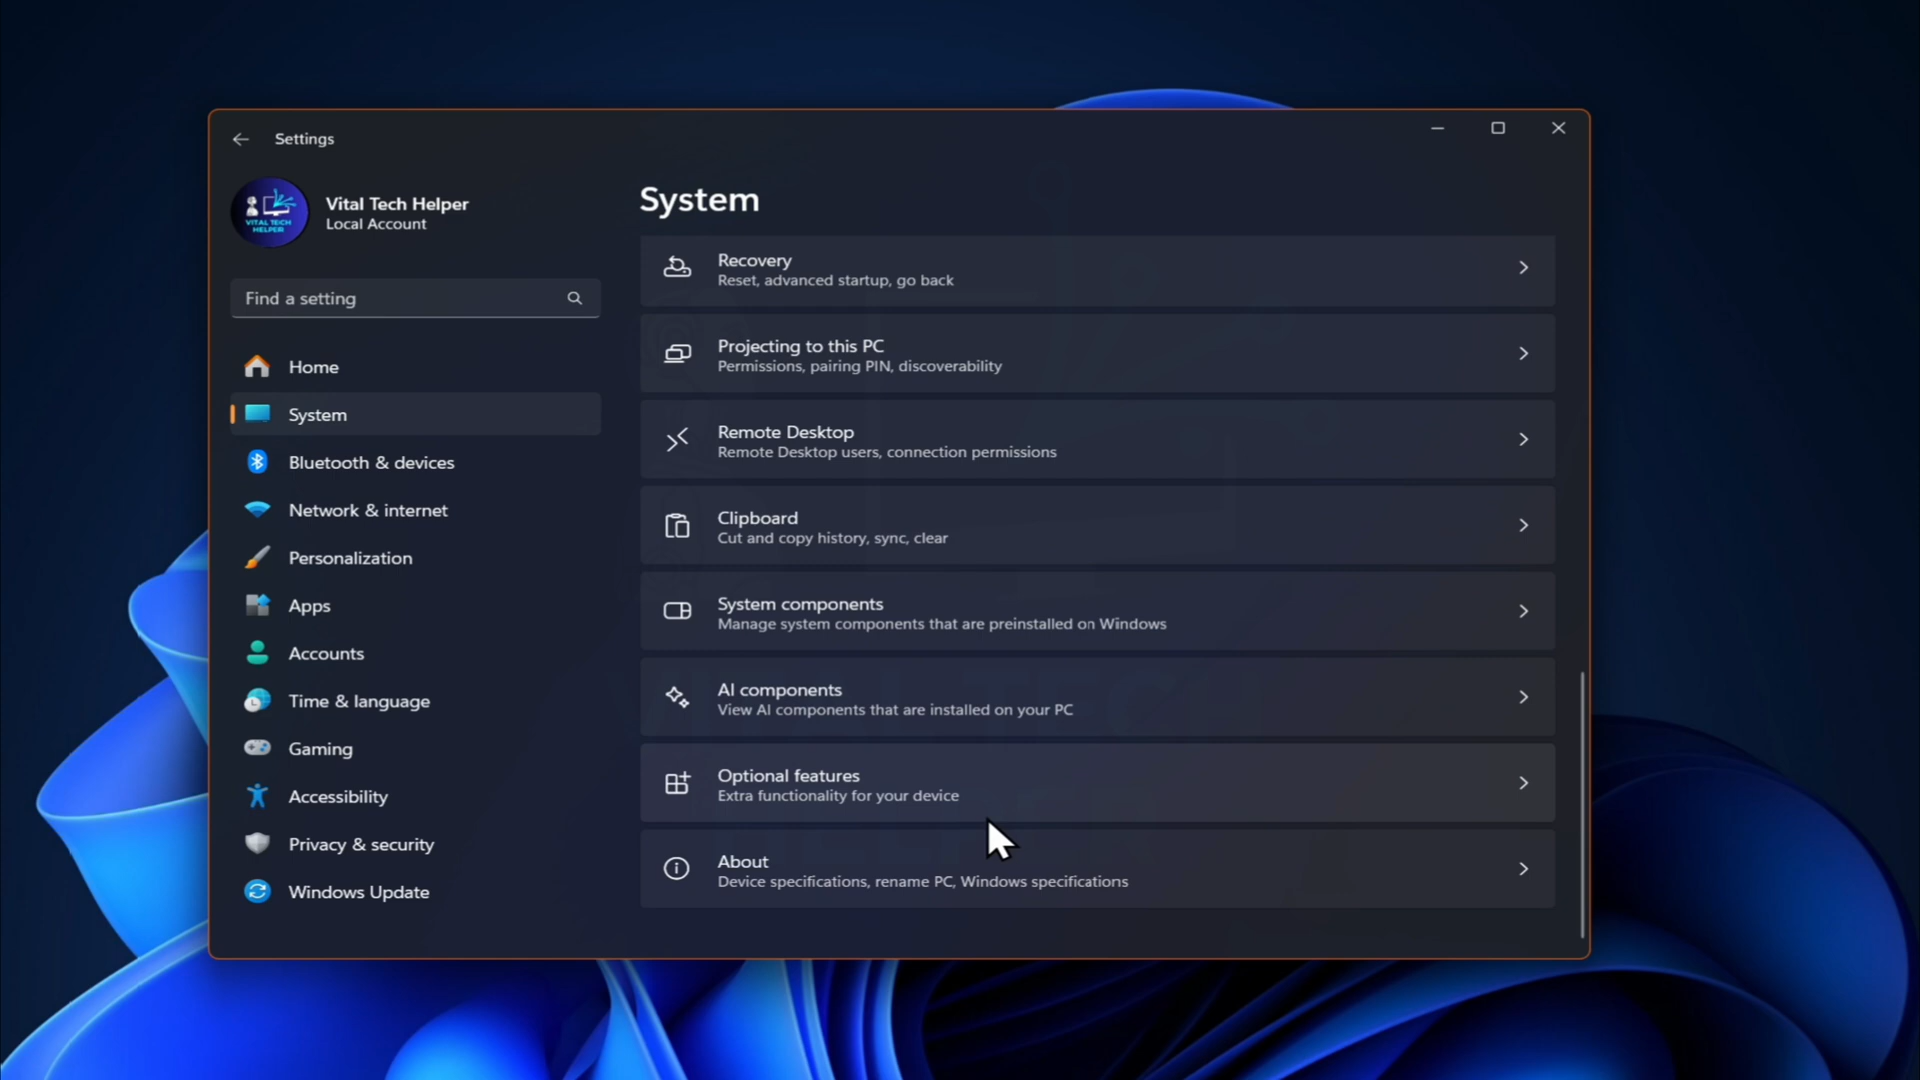 Settings
VITAL TECH
HELPER
Vital Tech Helper
Local Account
Find a setting
Home
System
Bluetooth & devices
Network & internet
Personalization
Apps
Accounts
Time & language
Gaming
Accessibility
Privacy & security
Windows Update
System
Recovery
Reset, advanced startup, go back
Projecting to this PC
Permissions, pairing PIN, discoverability
Remote Desktop
Remote Desktop users, connection permissions
Clipboard
Cut and copy history, sync, clear
System components
Manage system components that are preinstalled on Windows
AI components
View AI components that are installed on your PC
Optional features
Extra functionality for your device
About
Device specifications, rename PC, Windows specifications